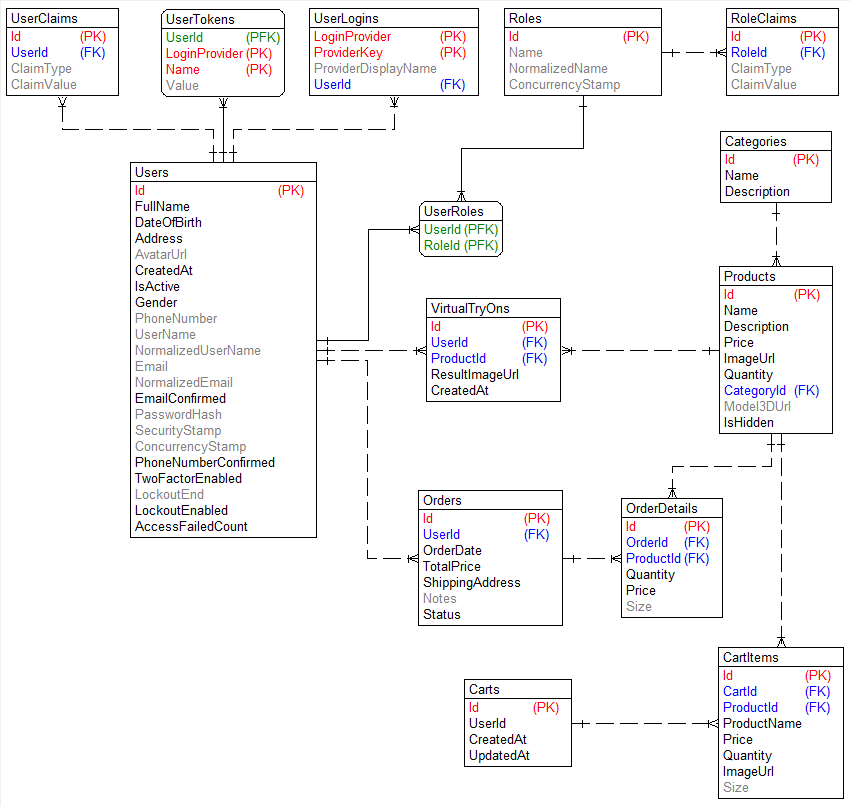 UserClaims
Id (PK)
UserId (FK)
ClaimType
ClaimValue
UserTokens
UserId (PFK)
LoginProvider (PK)
Name (PK)
Value
UserLogins
LoginProvider (PK)
ProviderKey (PK)
ProviderDisplayName
UserId (FK)
Roles
Id (PK)
Name
NormalizedName
ConcurrencyStamp
RoleClaims
Id (PK)
RoleId (FK)
ClaimType
ClaimValue
Users
Id (PK)
FullName
DateOfBirth
Address
AvatarUrl
CreatedAt
IsActive
Gender
PhoneNumber
UserName
NormalizedUserName
Email
NormalizedEmail
EmailConfirmed
PasswordHash
SecurityStamp
ConcurrencyStamp
PhoneNumberConfirmed
TwoFactorEnabled
LockoutEnd
LockoutEnabled
AccessFailedCount
UserRoles
UserId (PFK)
RoleId (PFK)
Categories
Id (PK)
Name
Description
VirtualTryOns
Id (PK)
UserId (FK)
ProductId (FK)
ResultImageUrl
CreatedAt
Products
Id (PK)
Name
Description
Price
ImageUrl
Quantity
CategoryId (FK)
Model3DUrl
IsHidden
Orders
Id (PK)
UserId (FK)
OrderDate
TotalPrice
ShippingAddress
Notes
Status
OrderDetails
Id (PK)
OrderId (FK)
ProductId (FK)
Quantity
Price
Size
Carts
Id (PK)
UserId
CreatedAt
UpdatedAt
CartItems
Id (PK)
CartId (FK)
ProductId (FK)
ProductName
Price
Quantity
ImageUrl
Size